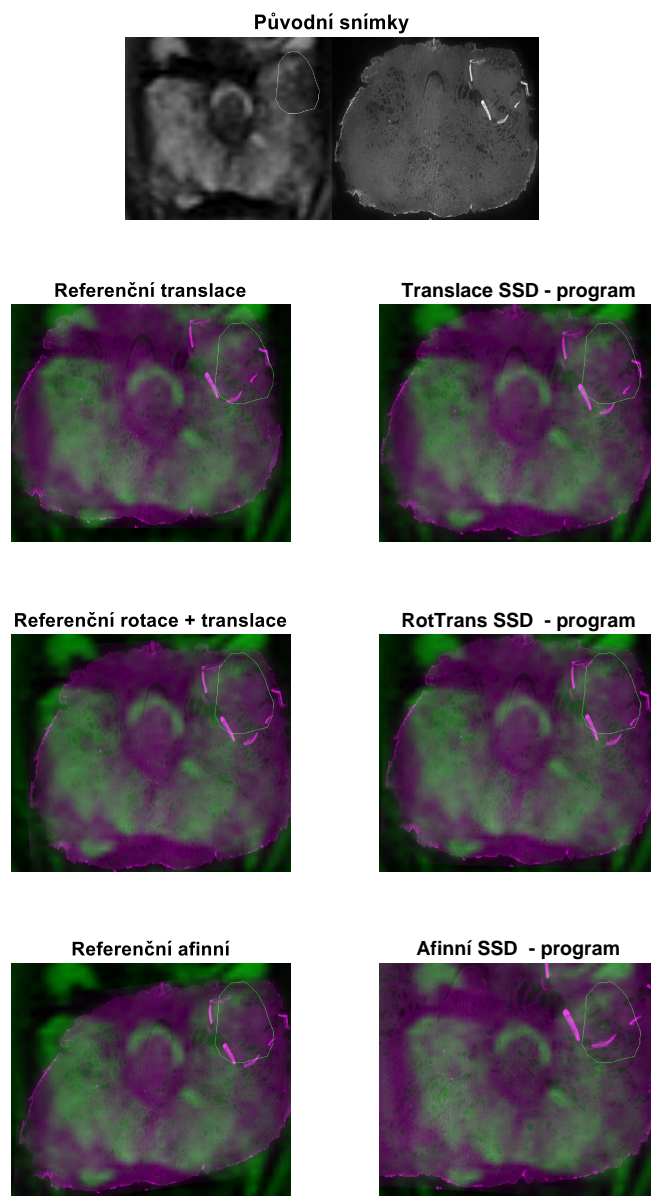 Původní snímky
Referenční translace
Translace SSD - program
Referenční rotace + translace
RotTrans SSD  - program
Referenční afinní
Afinní SSD  - program